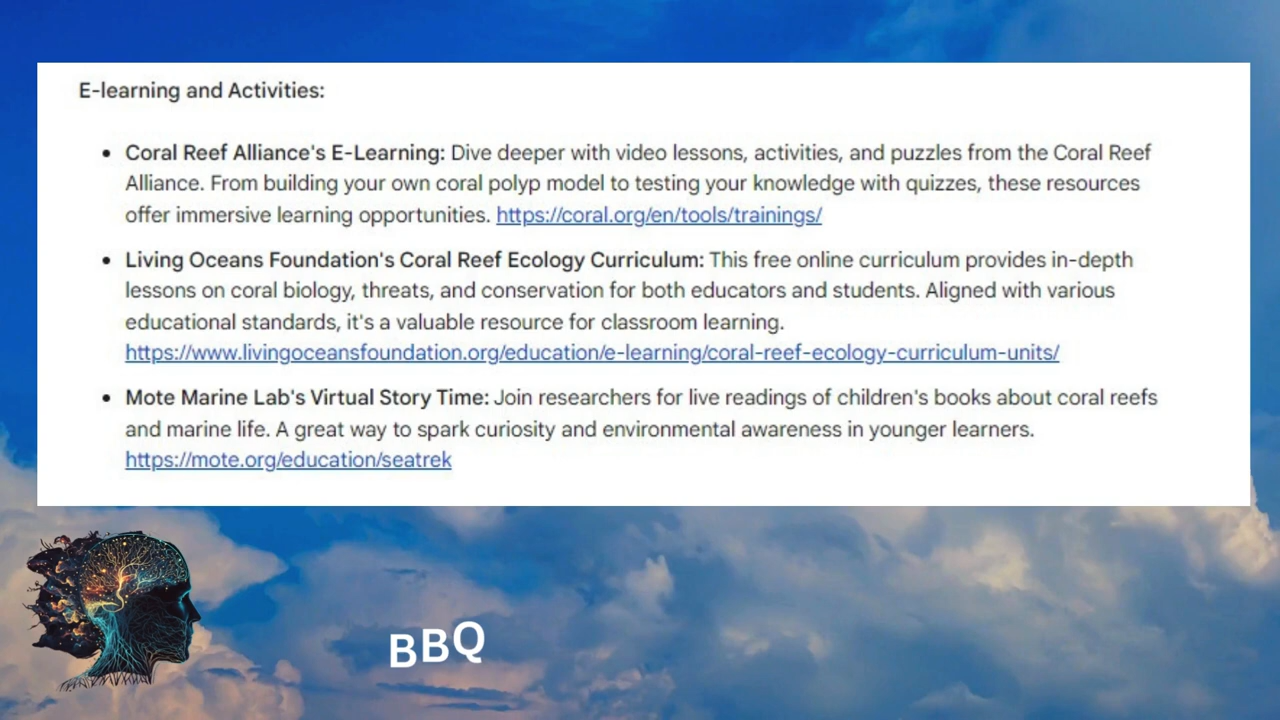 E-learning and Activities:
• Coral Reef Alliance's E-Learning: Dive deeper with video lessons, activities, and puzzles from the Coral Reef
Alliance. From building your own coral polyp model to testing your knowledge with quizzes, these resources
offer immersive learning opportunities. https://coral.org/en/tools/trainings/
• Living Oceans Foundation's Coral Reef Ecology Curriculum: This free online curriculum provides in-depth
lessons on coral biology, threats, and conservation for both educators and students. Aligned with various
educational standards, it's a valuable resource for classroom learning.
https://www.livingoceansfoundation.org/education/e-learning/coral-reef-ecology-curriculum-units/
• Mote Marine Lab's Virtual Story Time: Join researchers for live readings of children's books about coral reefs
and marine life. A great way to spark curiosity and environmental awareness in younger learners.
https://mote.org/education/seatrek
BBQ